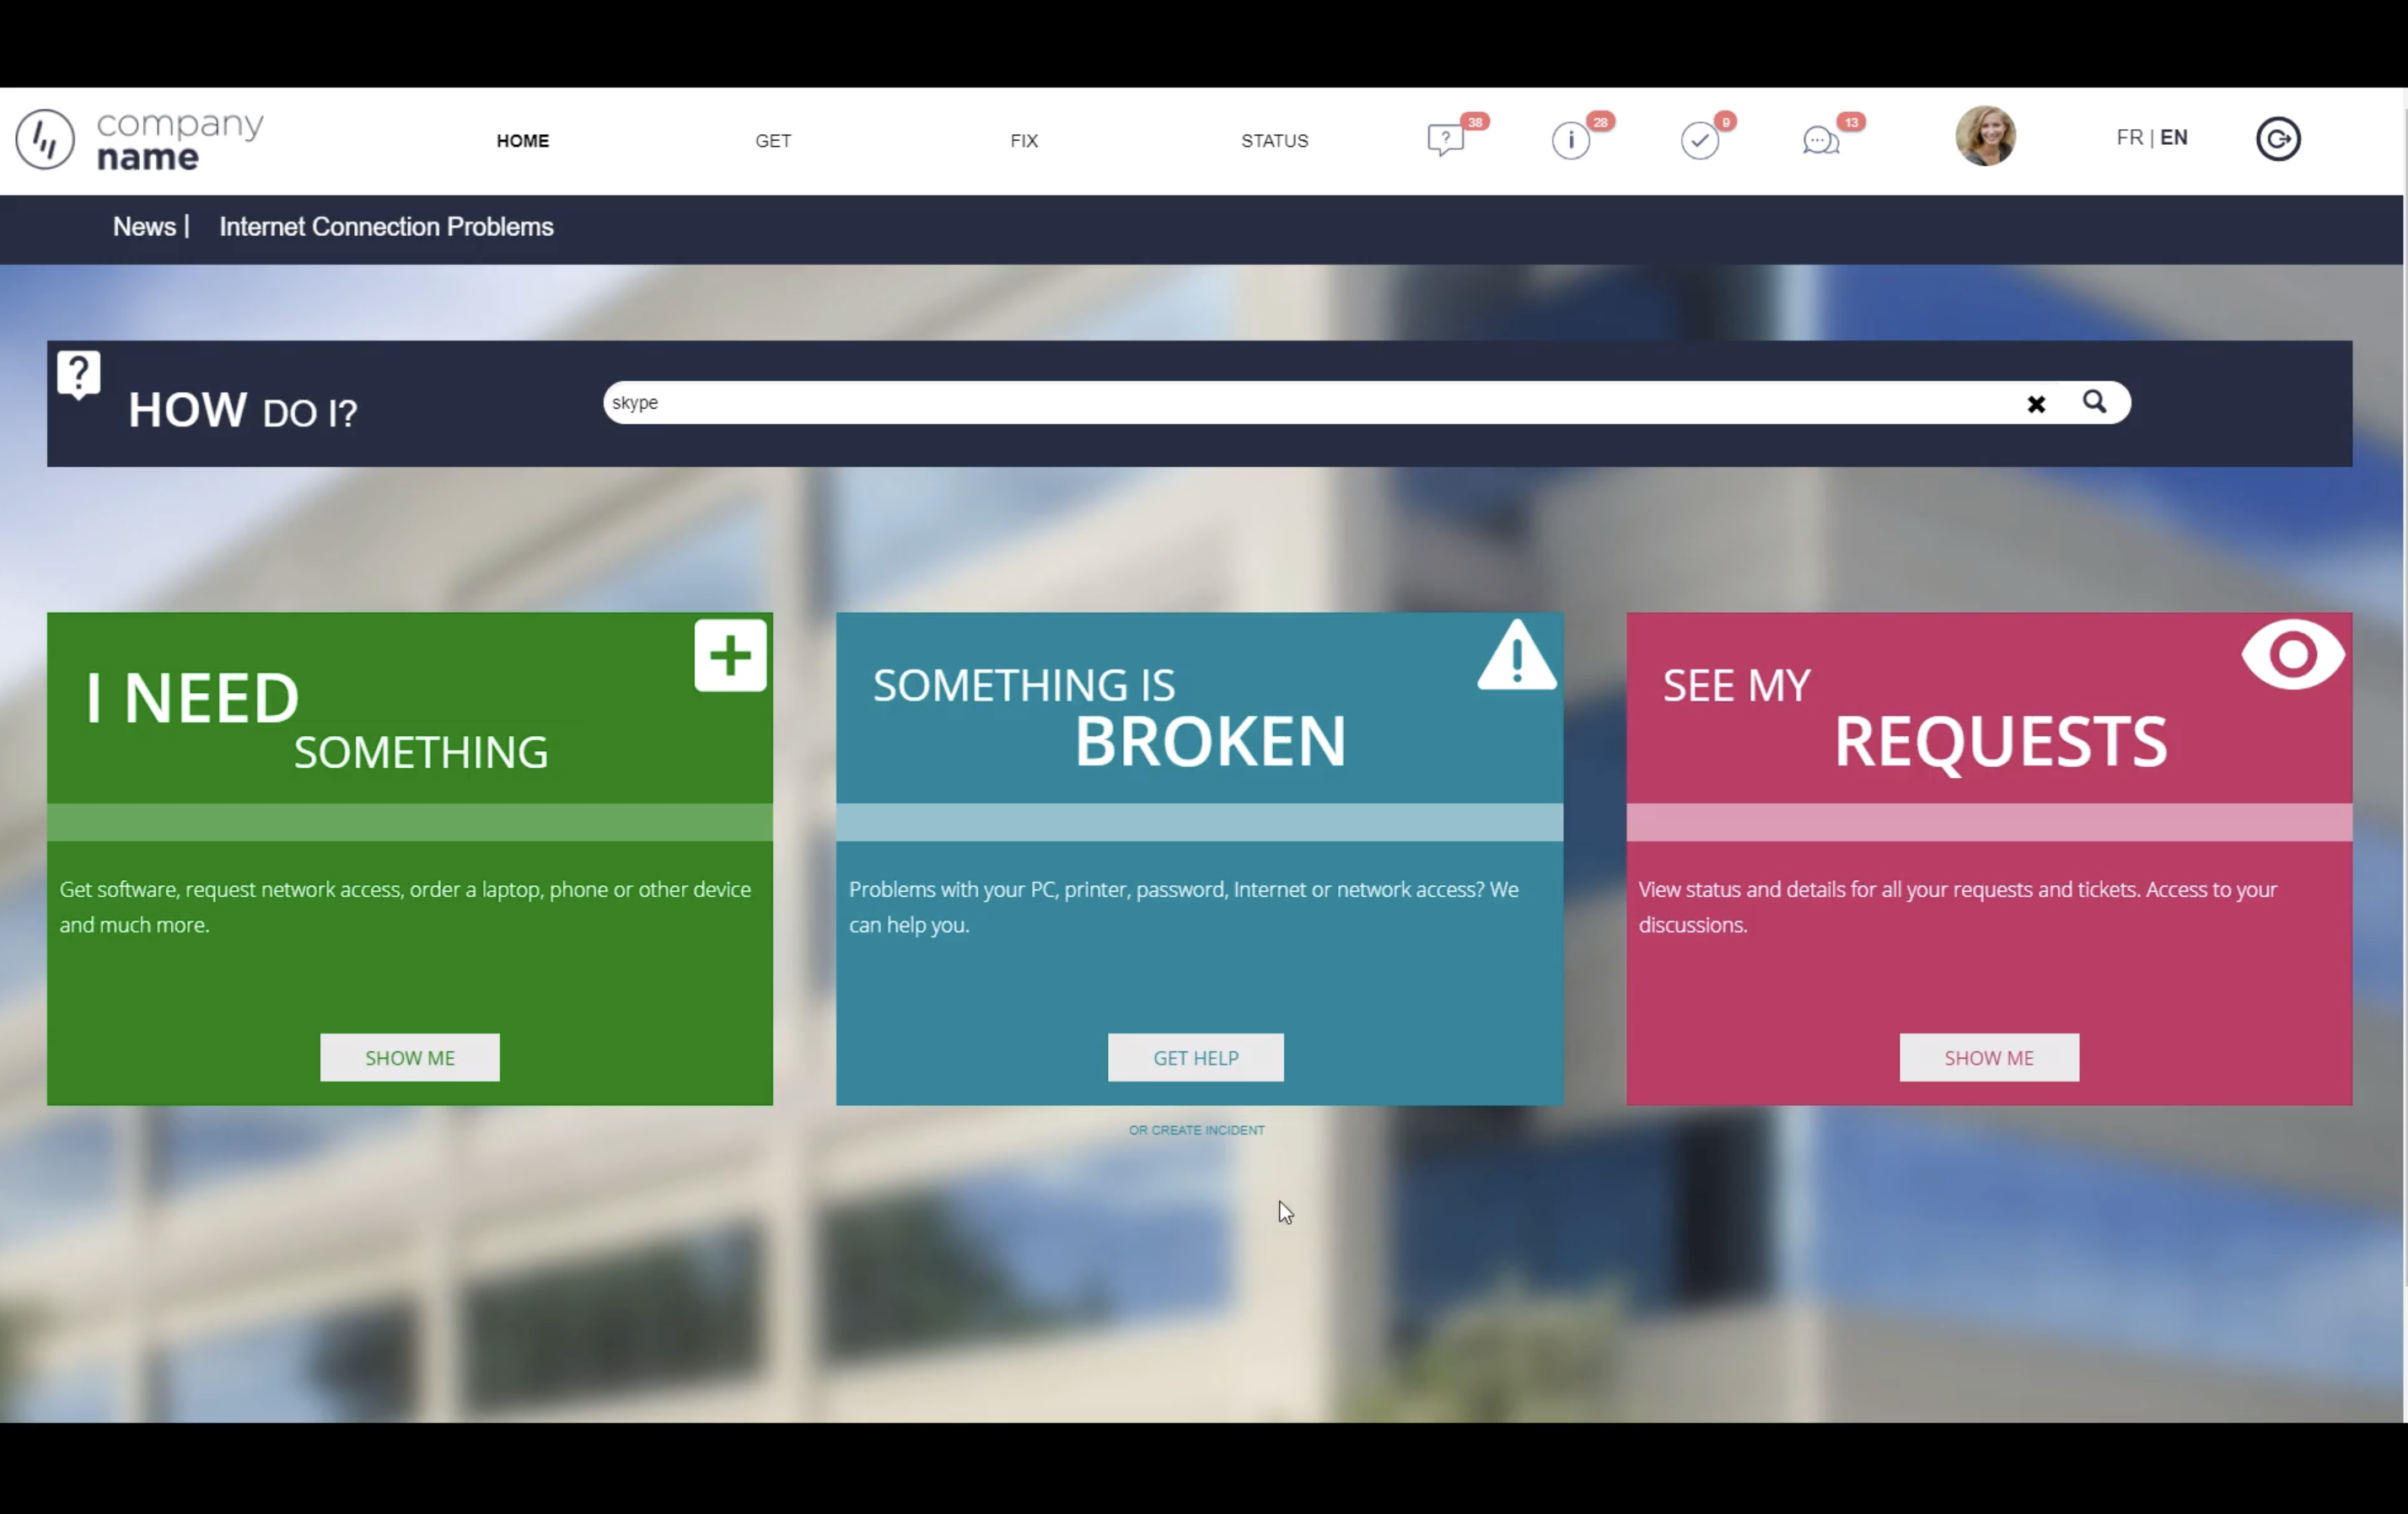 company
name
HOME
GET
FIX
STATUS
?
38
i
28
9
13
FR | EN
News |
Internet Connection Problems
?
HOW DO I?
skype
I NEED
SOMETHING
SOMETHING IS
BROKEN
SEE MY
REQUESTS
Get software, request network access, order a laptop, phone or other device
and much more.
Problems with your PC, printer, password, Internet or network access? We
can help you.
View status and details for all your requests and tickets. Access to your
discussions.
SHOW ME
GET HELP
SHOW ME
OR CREATE INCIDENT